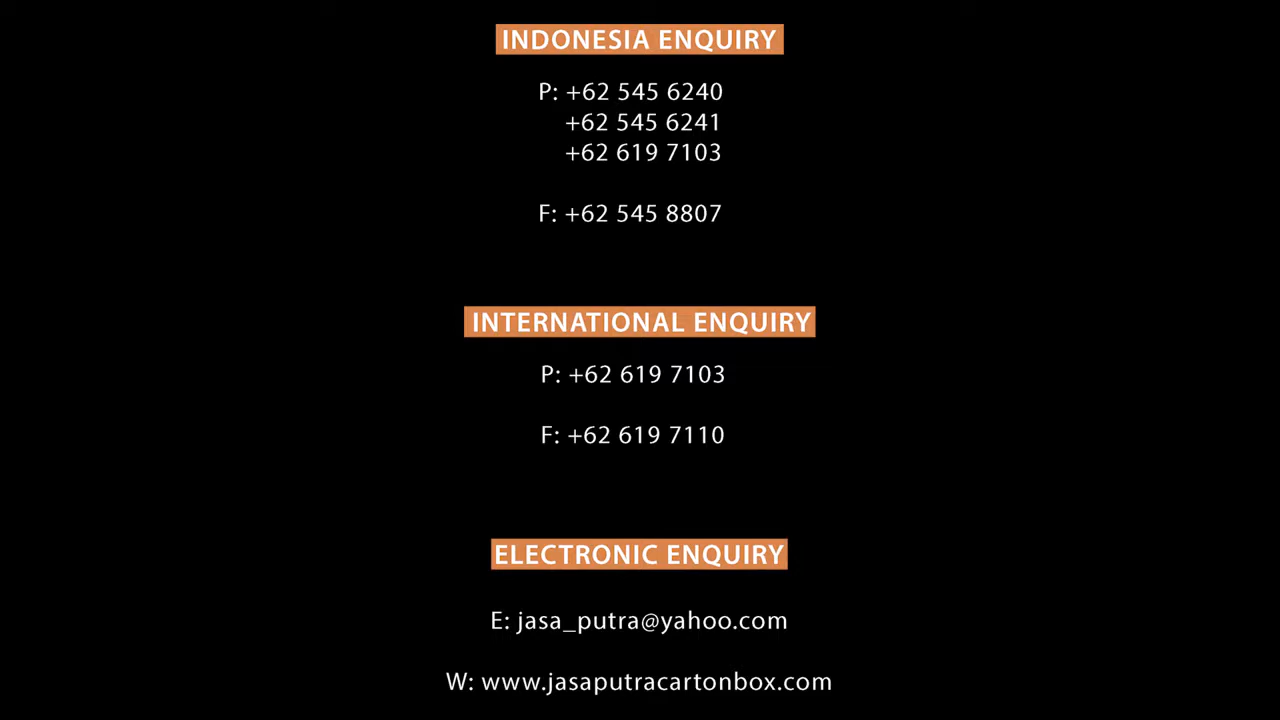 INDONESIA ENQUIRY
P: +62 545 6240
+62 545 6241
+62 619 7103
F: +62 545 8807
INTERNATIONAL ENQUIRY
P: +62 619 7103
F: +62 619 7110
ELECTRONIC ENQUIRY
E: jasa_putra@yahoo.com
W: www.jasaputracartonbox.com